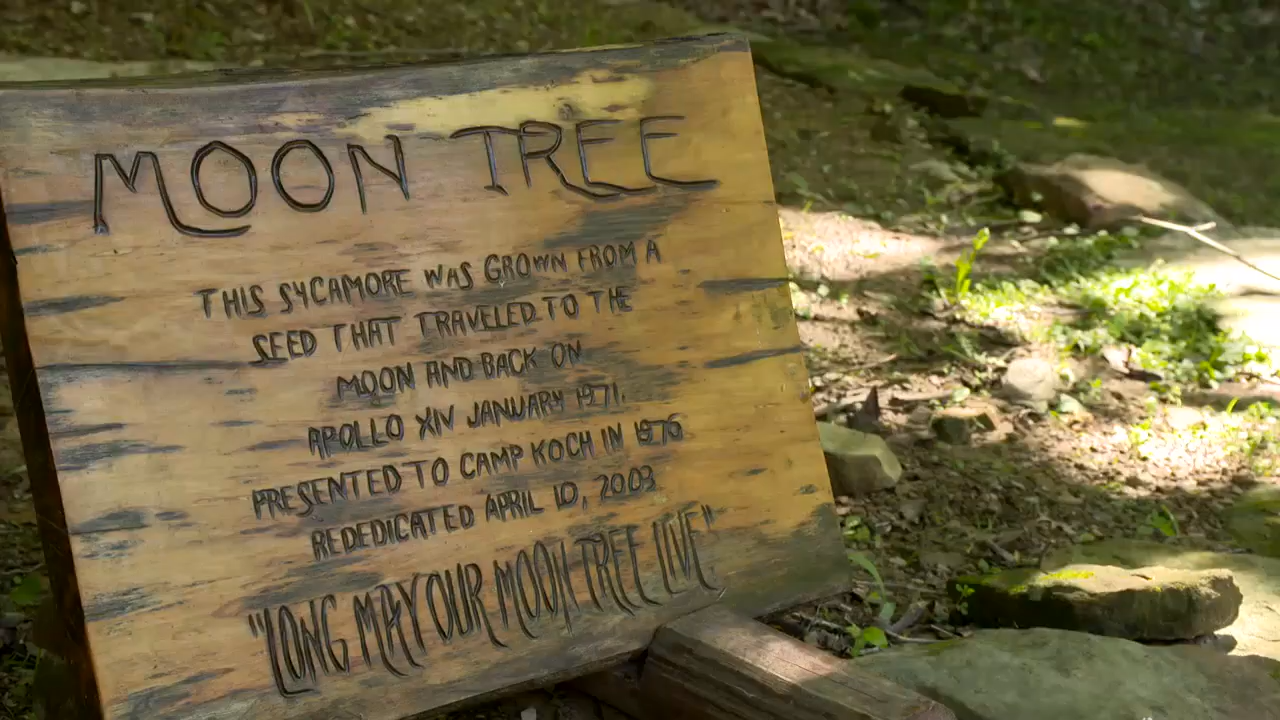 MOON TREE
THIS SYCAMORE WAS GROWN FROM A
SEED THAT TRAVELED TO THE
MOON AND BACK ON
APOLLO XIV JANUARY 1971.
PRESENTED TO CAMP KOCH IN 1976
REDEDICATED APRIL 10, 2003
"LONG MAY OUR MOON TREE LIVE"